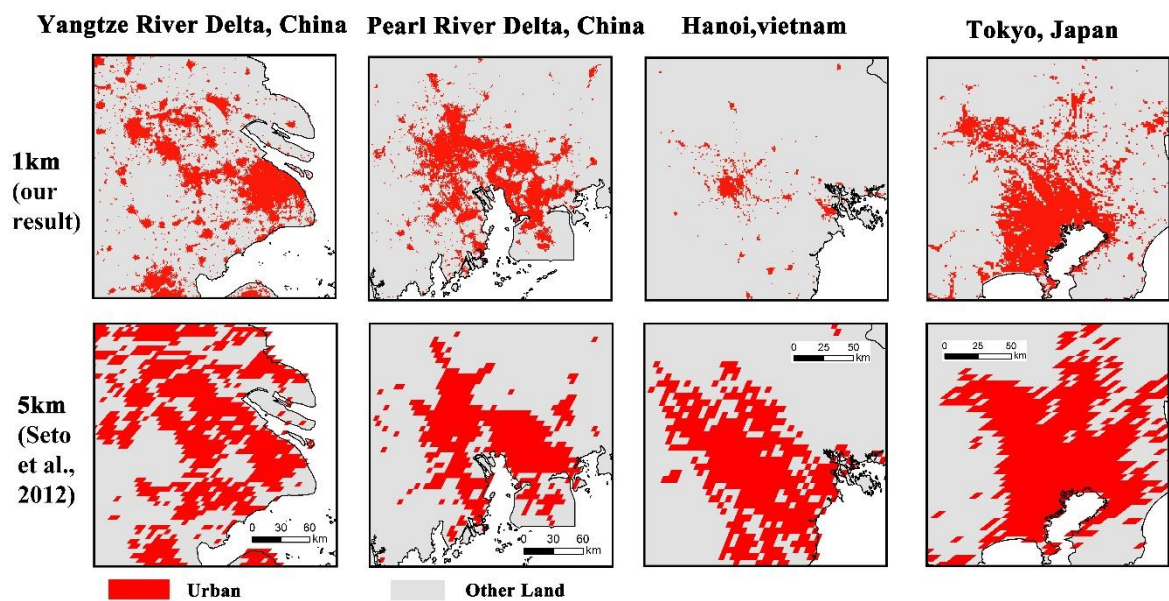 Yangtze River Delta, China
Pearl River Delta, China
Hanoi,vietnam
Tokyo, Japan
1km
(our
result)
5km
(Seto
et al.,
2012)
0 30 60
km
0 30 60
km
0 25 50
km
0 25 50
km
Urban
Other Land